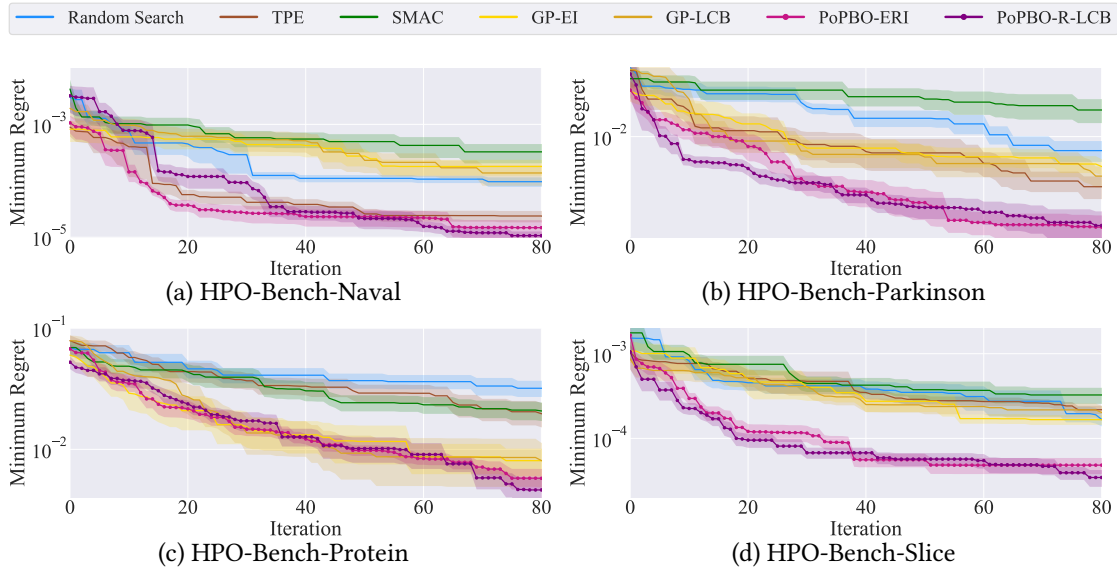 Random Search TPE SMAC GP-EI GP-LCB PoPBO-ERI PoPBO-R-LCB
Minimum Regret
10⁻³
10⁻⁵
0 20 40 60 80
Iteration
(a) HPO-Bench-Naval
Minimum Regret
10⁻²
0 20 40 60 80
Iteration
(b) HPO-Bench-Parkinson
Minimum Regret
10⁻¹
10⁻²
0 20 40 60 80
Iteration
(c) HPO-Bench-Protein
Minimum Regret
10⁻³
10⁻⁴
0 20 40 60 80
Iteration
(d) HPO-Bench-Slice